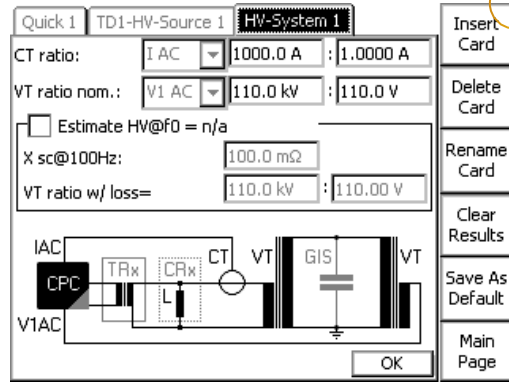 Quick 1 TD1-HV-Source 1 HV-System 1
CT ratio: I AC 1000.0 A : 1.0000 A
VT ratio nom.: V1 AC 110.0 kV : 110.0 V
Estimate HV@f0 = n/a
X sc@100Hz: 100.0 mΩ
VT ratio w/ loss= 110.0 kV : 110.00 V
IAC
TRx
CRx
CT
VT
GIS
VT
CPC
L
V1AC
OK
Insert
Card
Delete
Card
Rename
Card
Clear
Results
Save As
Default
Main
Page